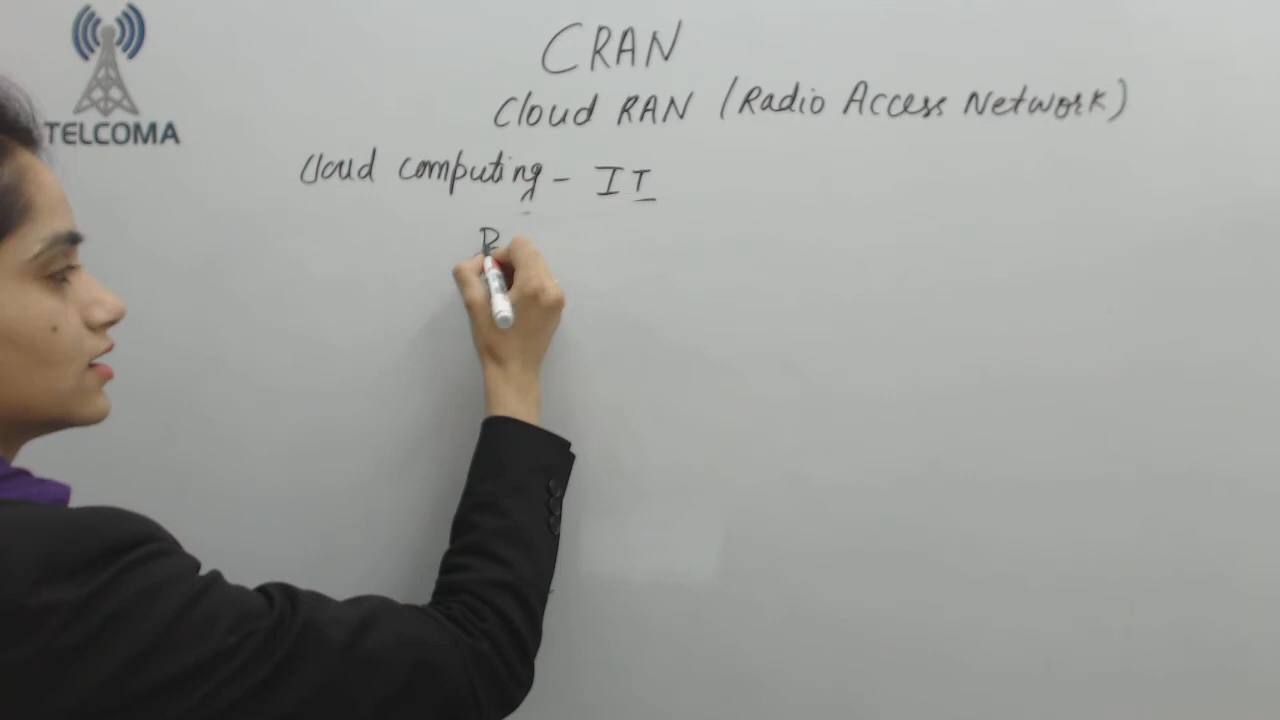 TELCOMA
CRAN
Cloud RAN (Radio Access Network)
Cloud computing - IT
R